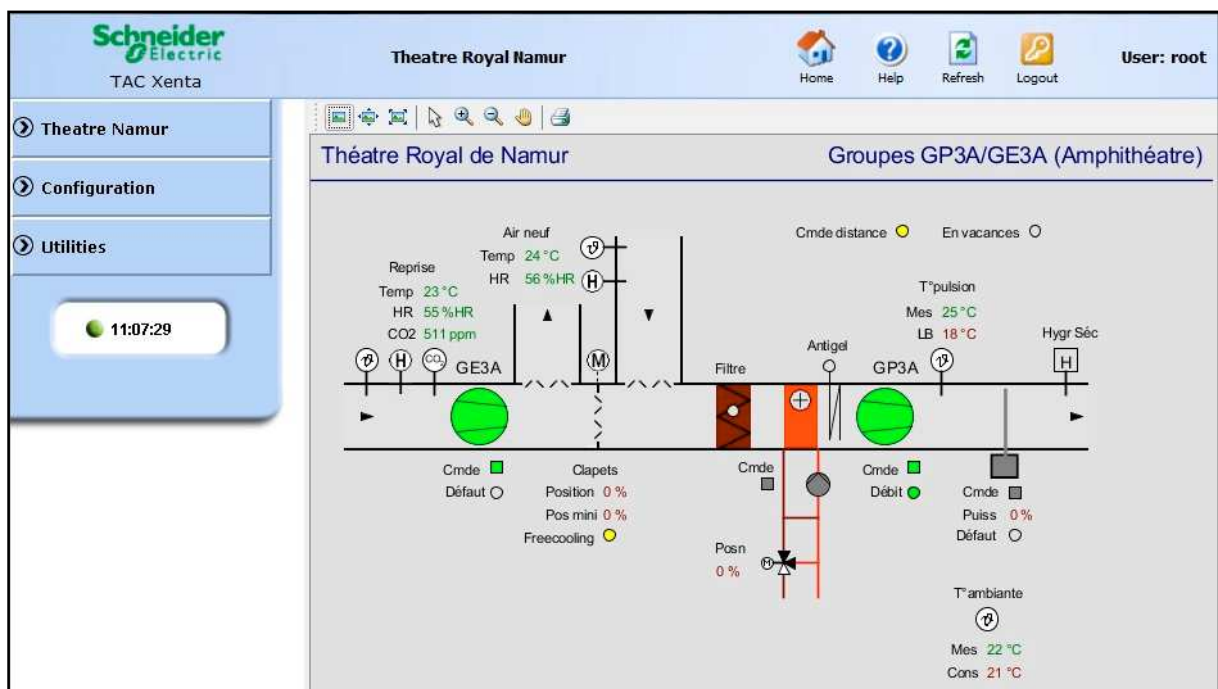 Schneider
Electric
TAC Xenta
Theatre Royal Namur
Home
Help
Refresh
Logout
User: root
Theatre Namur
Configuration
Utilities
11:07:29
Théatre Royal de Namur
Groupes GP3A/GE3A (Amphithéatre)
Cmde distance
En vacances
Air neuf
Temp 24 °C
HR 56 %HR
H
Reprise
Temp 23 °C
HR 55 %HR
CO2 511 ppm
H
CO₂
GE3A
M
Filtre
Antigel
GP3A
T°pulsion
Mes 25 °C
LB 18 °C
Hygr Séc
H
Cmde
Défaut
Clapets
Position 0 %
Pos mini 0 %
Freecooling
Cmde
Posn
0 %
M
Cmde
Débit
Cmde
Puiss 0 %
Défaut
T°ambiante
Mes 22 °C
Cons 21 °C